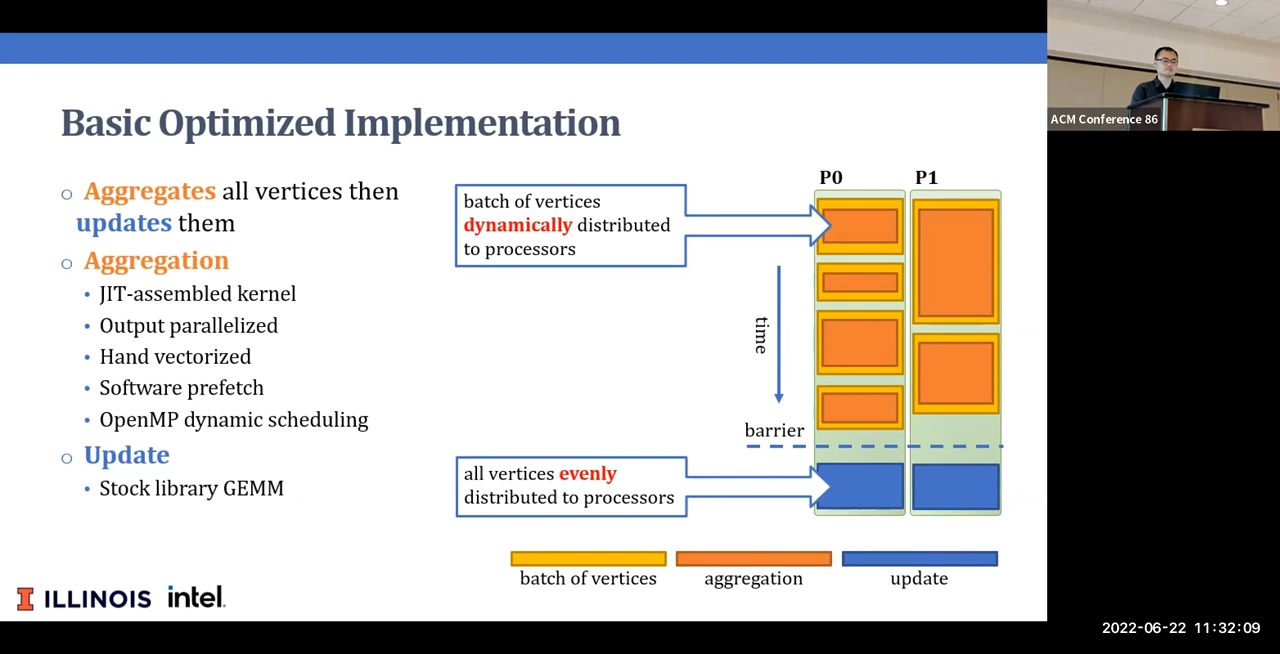 Basic Optimized Implementation
Aggregates all vertices then
updates them
Aggregation
JIT-assembled kernel
Output parallelized
Hand vectorized
Software prefetch
OpenMP dynamic scheduling
Update
Stock library GEMM
batch of vertices
dynamically distributed
to processors
P0 P1
time
barrier
all vertices evenly
distributed to processors
batch of vertices
aggregation
update
I ILLINOIS intel.
ACM Conference 86
2022-06-22 11:32:09